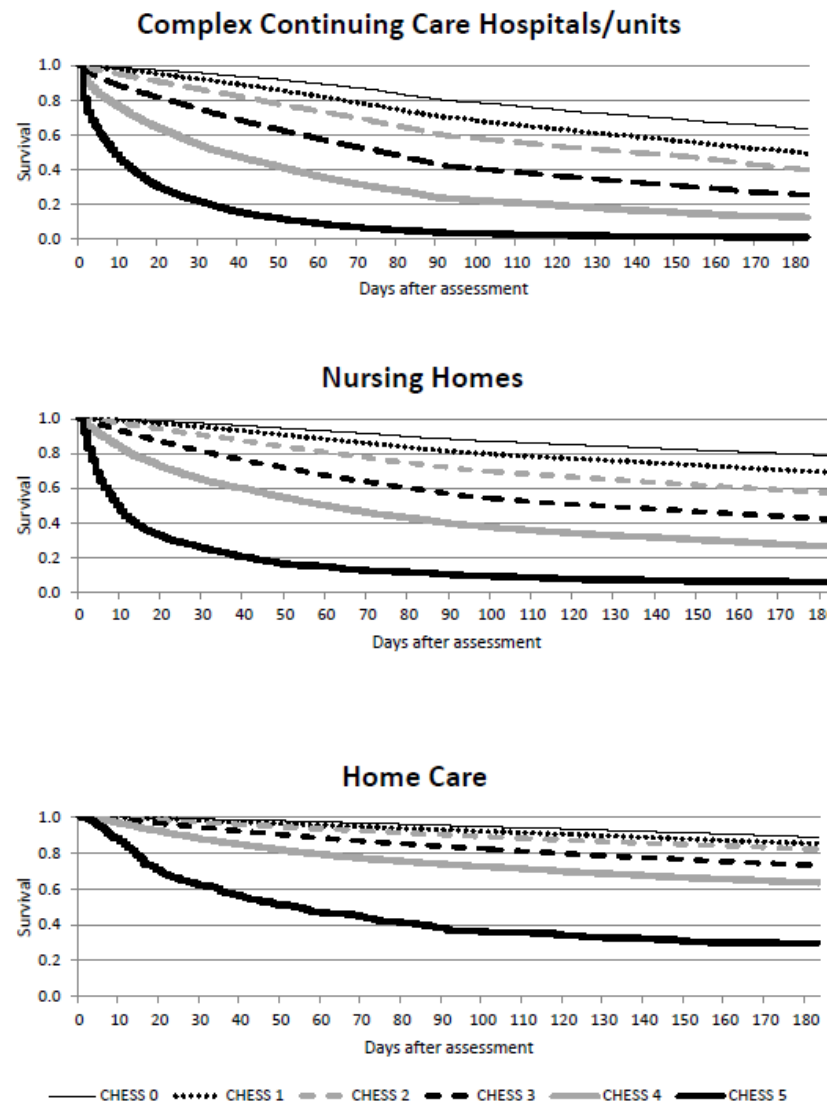 Complex Continuing Care Hospitals/units
1.0
0.8
0.6
0.4
0.2
0.0
Survival
0 10 20 30 40 50 60 70 80 90 100 110 120 130 140 150 160 170 180
Days after assessment
Nursing Homes
1.0
0.8
0.6
0.4
0.2
0.0
Survival
0 10 20 30 40 50 60 70 80 90 100 110 120 130 140 150 160 170 18
Days after assessment
Home Care
1.0
0.8
0.6
0.4
0.2
0.0
Survival
0 10 20 30 40 50 60 70 80 90 100 110 120 130 140 150 160 170 180
Days after assessment
CHESS 0 CHESS 1 CHESS 2 CHESS 3 CHESS 4 CHESS 5